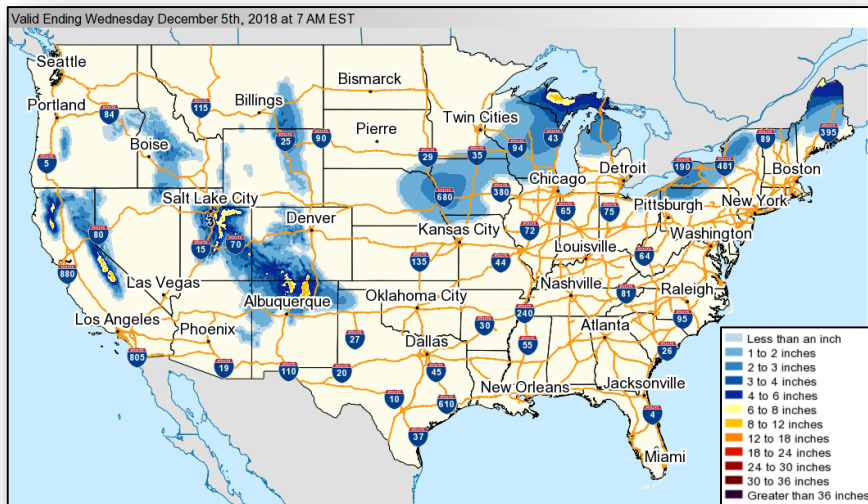 Valid Ending Wednesday December 5th, 2018 at 7 AM EST
Seattle
Portland
84
115
Billings
Bismarck
Twin Cities
Boise
25
90
Pierre
94
43
89
395
5
29
35
190
481
Boston
Salt Lake City
680
380
Chicago
Detroit
New York
3
Denver
65
75
Pittsburgh
80
15
70
Kansas City
72
Washington
880
135
44
Louisville
64
Las Vegas
Albuquerque
Oklahoma City
Nashville
81
Raleigh
Los Angeles
Phoenix
27
30
240
95
805
19
110
20
Dallas
55
Atlanta
26
45
10
610
New Orleans
Jacksonville
37
4
Miami
Less than an inch
1 to 2 inches
2 to 3 inches
3 to 4 inches
4 to 6 inches
6 to 8 inches
8 to 12 inches
12 to 18 inches
18 to 24 inches
24 to 30 inches
30 to 36 inches
Greater than 36 inches